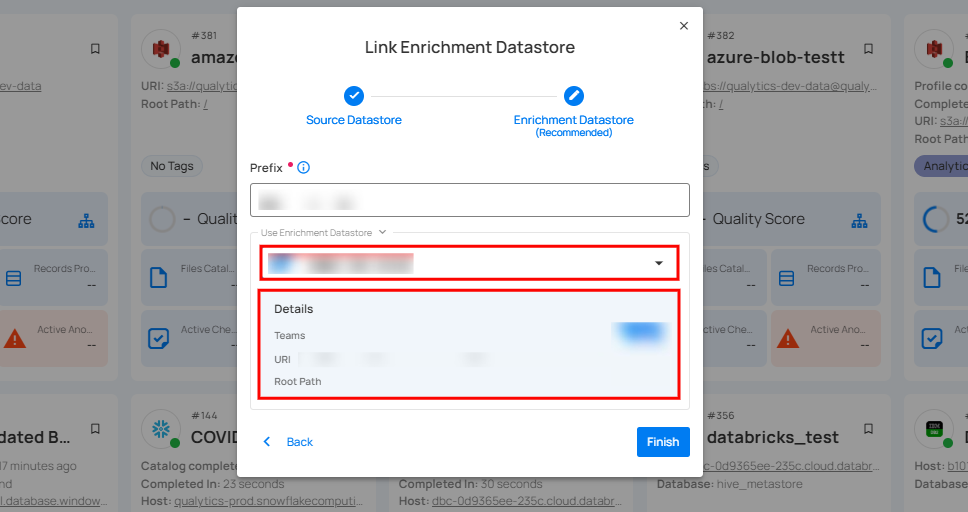 Link Enrichment Datastore
Source Datastore
Enrichment Datastore
(Recommended)
Prefix
Use Enrichment Datastore
Details
Teams
URI
Root Path
Back
Finish
ev-data
core
Records Pro...
--
Active Ano...
--
#381
URI: s3a://qualytics-dev-data
Root Path: /
No Tags
– Qualit
Files Catal...
Active Che...
#382
azure-blob-testt
bs://qualytics-dev-data@qualy...
h: /
s
- Quality Score
--
Records Pro...
--
--
Active Ano...
--
Profile co
Complete
URI: s3a://
Root Path
Analytic
52
Files Catal...
Active Che...
dated B...
17 minutes ago
nd
l.database.window...
#144
COVID
Catalog complete
Completed In: 23 seconds
Host: qualytics-prod.snowflakecomputi...
Completed In: 30 seconds
Host: dbc-0d9365ee-235c.cloud.databr...
#356
databricks_test
c-0d9365ee-235c.cloud.databr...
Database: hive_metastore
Host: b101
Database